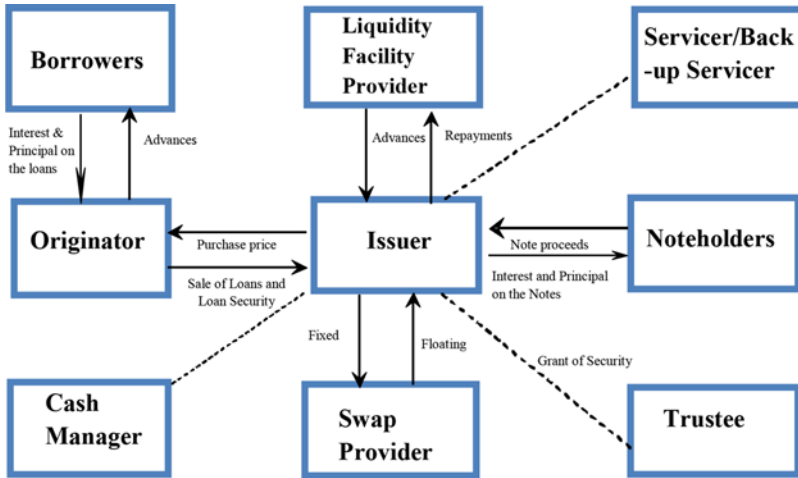 Borrowers
Liquidity
Facility
Provider
Servicer/Back
-up Servicer
Interest &
Principal on
the loans
Advances
Advances
Repayments
Originator
Purchase price
Issuer
Note proceeds
Noteholders
Sale of Loans and
Loan Security
Interest and Principal
on the Notes
Fixed
Floating
Grant of Security
Cash
Manager
Swap
Provider
Trustee